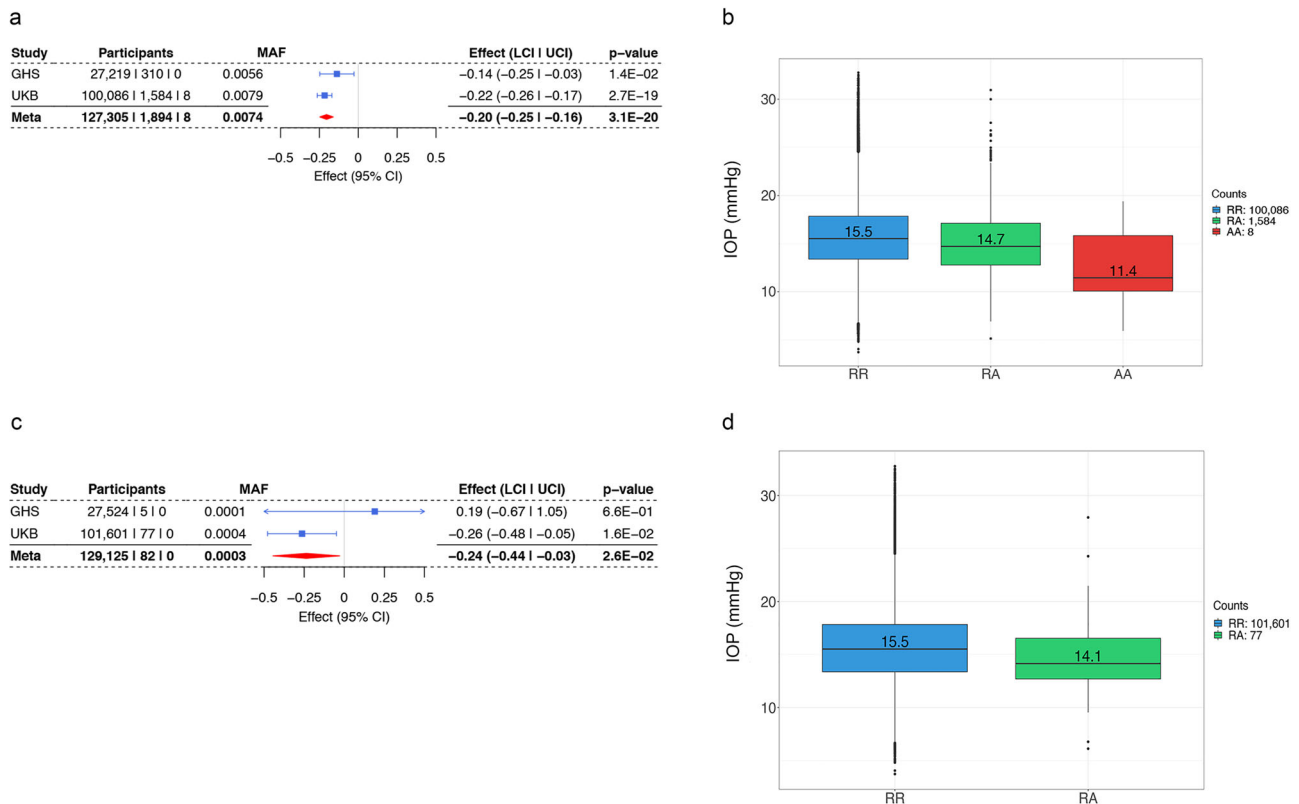 a
Study Participants MAF Effect (LCI | UCI) p−value
GHS 27,219 | 310 | 0 0.0056 −0.14 (−0.25 | −0.03) 1.4E−02
UKB 100,086 | 1,584 | 8 0.0079 −0.22 (−0.26 | −0.17) 2.7E−19
Meta 127,305 | 1,894 | 8 0.0074 −0.20 (−0.25 | −0.16) 3.1E−20
−0.5 −0.25 0 0.25 0.5
Effect (95% CI)
b
IOP (mmHg)
30
20
10
15.5
14.7
11.4
RR RA AA
Counts
RR: 100,086
RA: 1,584
AA: 8
c
Study Participants MAF Effect (LCI | UCI) p−value
GHS 27,524 | 5 | 0 0.0001 0.19 (−0.67 | 1.05) 6.6E−01
UKB 101,601 | 77 | 0 0.0004 −0.26 (−0.48 | −0.05) 1.6E−02
Meta 129,125 | 82 | 0 0.0003 −0.24 (−0.44 | −0.03) 2.6E−02
−0.5 −0.25 0 0.25 0.5
Effect (95% CI)
d
IOP (mmHg)
30
20
10
15.5
14.1
RR RA
Counts
RR: 101,601
RA: 77